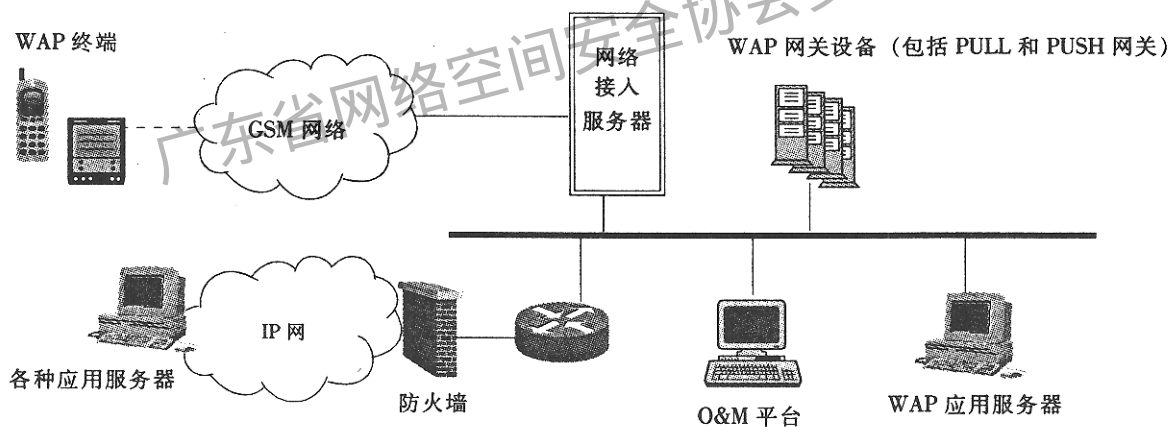 WAP 终端
GSM 网络
网络
接入
服务器
WAP 网关设备（包括 PULL 和 PUSH 网关）
各种应用服务器
IP 网
防火墙
O&M 平台
WAP 应用服务器
广东省网络空间安全协会